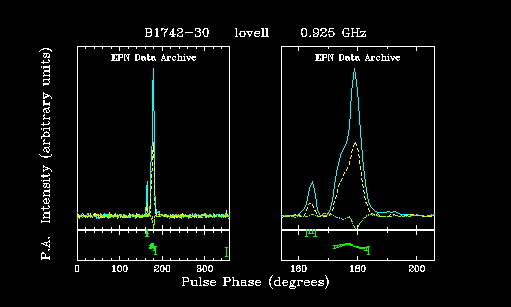 B1742-30 lovell 0.925 GHz
EPN Data Archive EPN Data Archive
Intensity (arbitrary units)
P.A.
0 100 200 300 160 180 200
Pulse Phase (degrees)